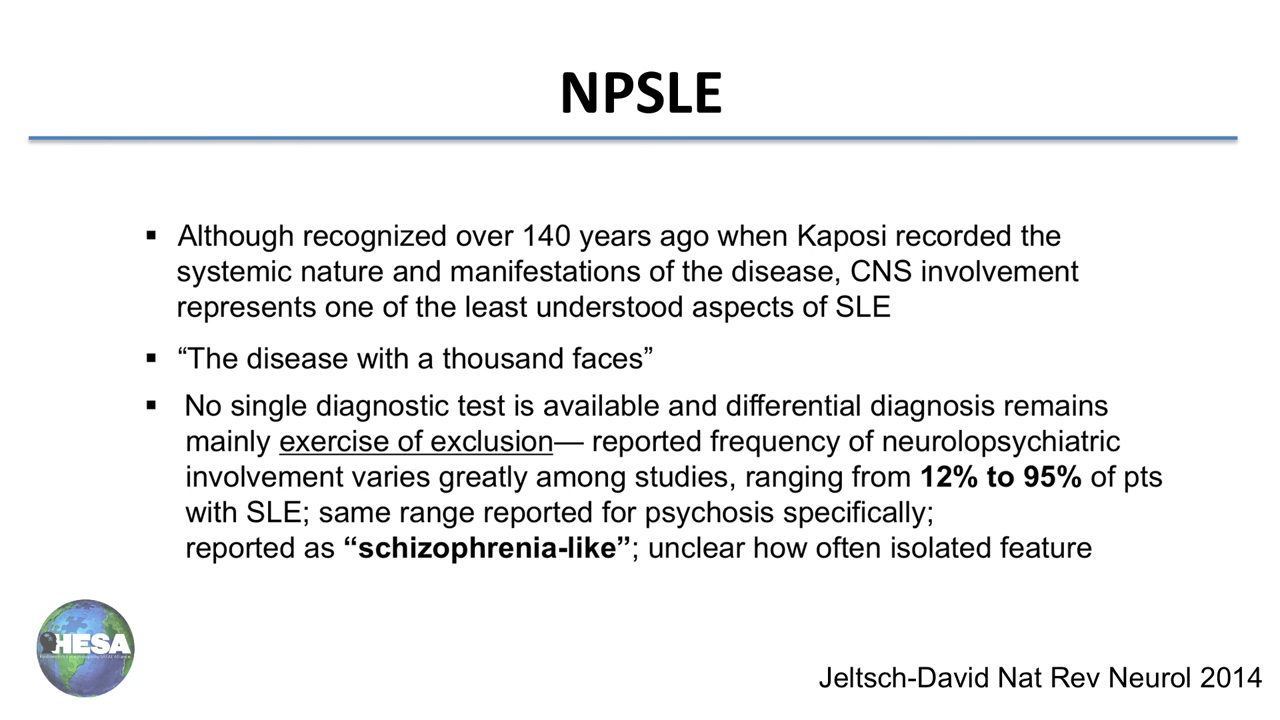 NPSLE
▪ Although recognized over 140 years ago when Kaposi recorded the
systemic nature and manifestations of the disease, CNS involvement
represents one of the least understood aspects of SLE
▪ “The disease with a thousand faces”
▪ No single diagnostic test is available and differential diagnosis remains
mainly exercise of exclusion— reported frequency of neurolopsychiatric
involvement varies greatly among studies, ranging from 12% to 95% of pts
with SLE; same range reported for psychosis specifically;
reported as “schizophrenia-like”; unclear how often isolated feature
HESA
Jeltsch-David Nat Rev Neurol 2014